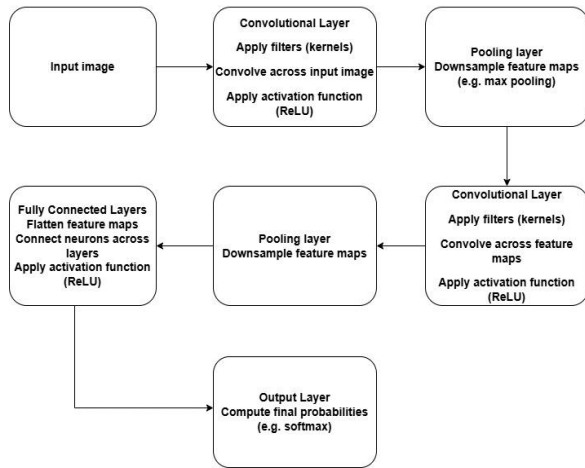 Input image
Convolutional Layer
Apply filters (kernels)
Convolve across input image
Apply activation function
(ReLU)
Pooling layer
Downsample feature maps
(e.g. max pooling)
Convolutional Layer
Apply filters (kernels)
Convolve across feature
maps
Apply activation function
(ReLU)
Pooling layer
Downsample feature maps
Fully Connected Layers
Flatten feature maps
Connect neurons across
layers
Apply activation function
(ReLU)
Output Layer
Compute final probabilities
(e.g. softmax)